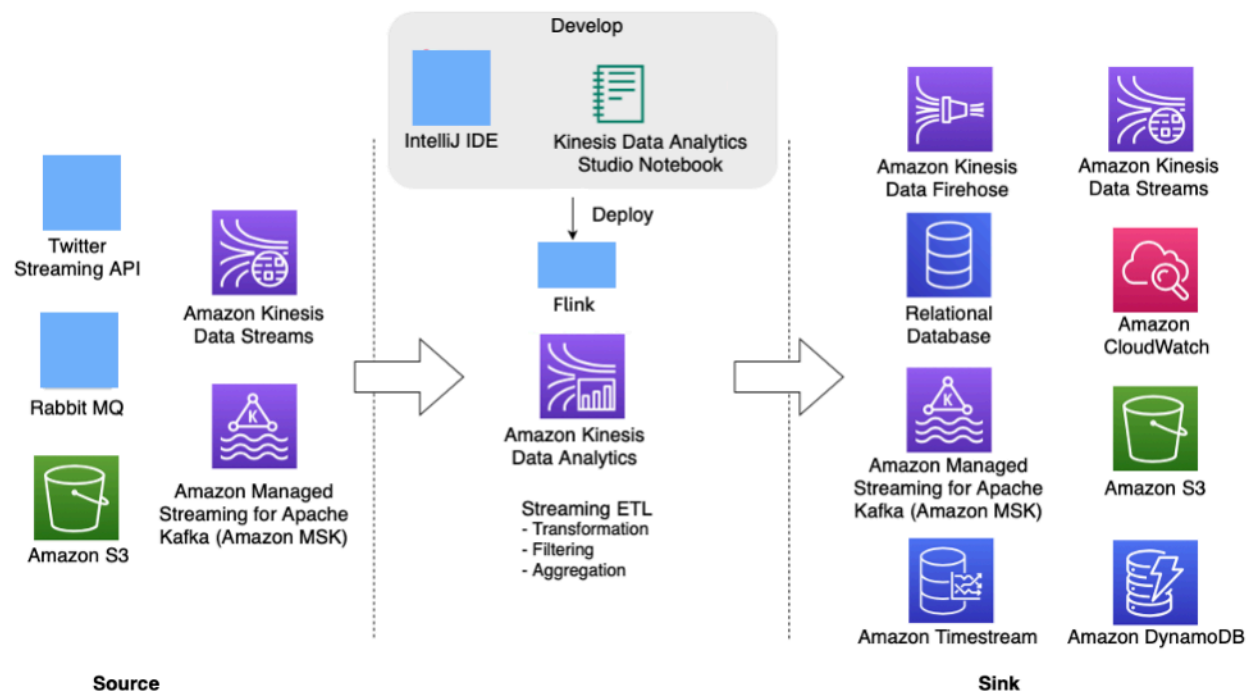 Develop
IntelliJ IDE
Kinesis Data Analytics
Studio Notebook
Deploy
Flink
Twitter
Streaming API
Amazon Kinesis
Data Streams
Rabbit MQ
K
Amazon Managed
Streaming for Apache
Kafka (Amazon MSK)
Amazon S3
Amazon Kinesis
Data Analytics
Streaming ETL
- Transformation
- Filtering
- Aggregation
Amazon Kinesis
Data Firehose
Amazon Kinesis
Data Streams
Relational
Database
Amazon
CloudWatch
K
Amazon Managed
Streaming for Apache
Kafka (Amazon MSK)
Amazon S3
Amazon Timestream
Amazon DynamoDB
Source
Sink